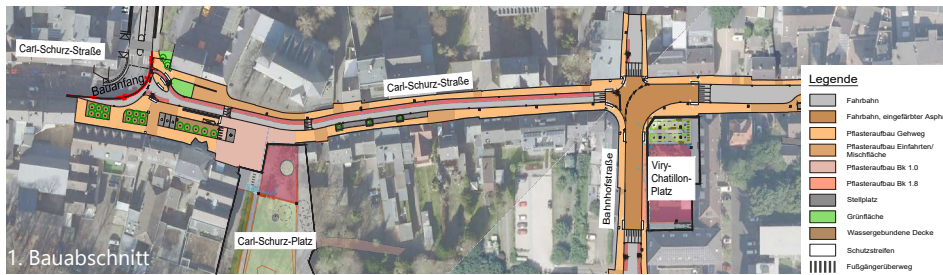 Carl-Schurz-Straße
Bauanfang
Carl-Schurz-Straße
Carl-Schurz-Platz
Bahnhofstraße
Viry-
Chatillon-
Platz
1. Bauabschnitt
Legende
Fahrbahn
Fahrbahn, eingefärbter Aspha
Pflasteraufbau Gehweg
Pflasteraufbau Einfahrten/
Mischfläche
Pflasteraufbau Bk 1.0
Pflasteraufbau Bk 1.8
Stellplatz
Grünfläche
Wassergebundene Decke
Schutzstreifen
Fußgängerüberweg